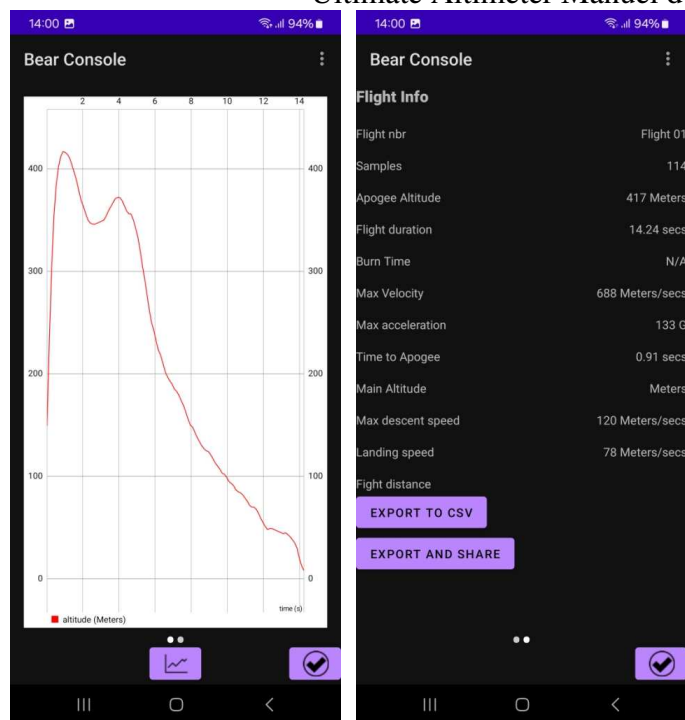 Ultimate Altimeter Manuel d
14:00
94%
Bear Console
2 4 6 8 10 12 14
400 400
300 300
200 200
100 100
0 0
time (s)
altitude (Meters)
14:00
94%
Bear Console
Flight Info
Flight nbr Flight 01
Samples 114
Apogee Altitude 417 Meters
Flight duration 14.24 secs
Burn Time N/A
Max Velocity 688 Meters/secs
Max acceleration 133 G
Time to Apogee 0.91 secs
Main Altitude Meters
Max descent speed 120 Meters/secs
Landing speed 78 Meters/secs
Fight distance
EXPORT TO CSV
EXPORT AND SHARE